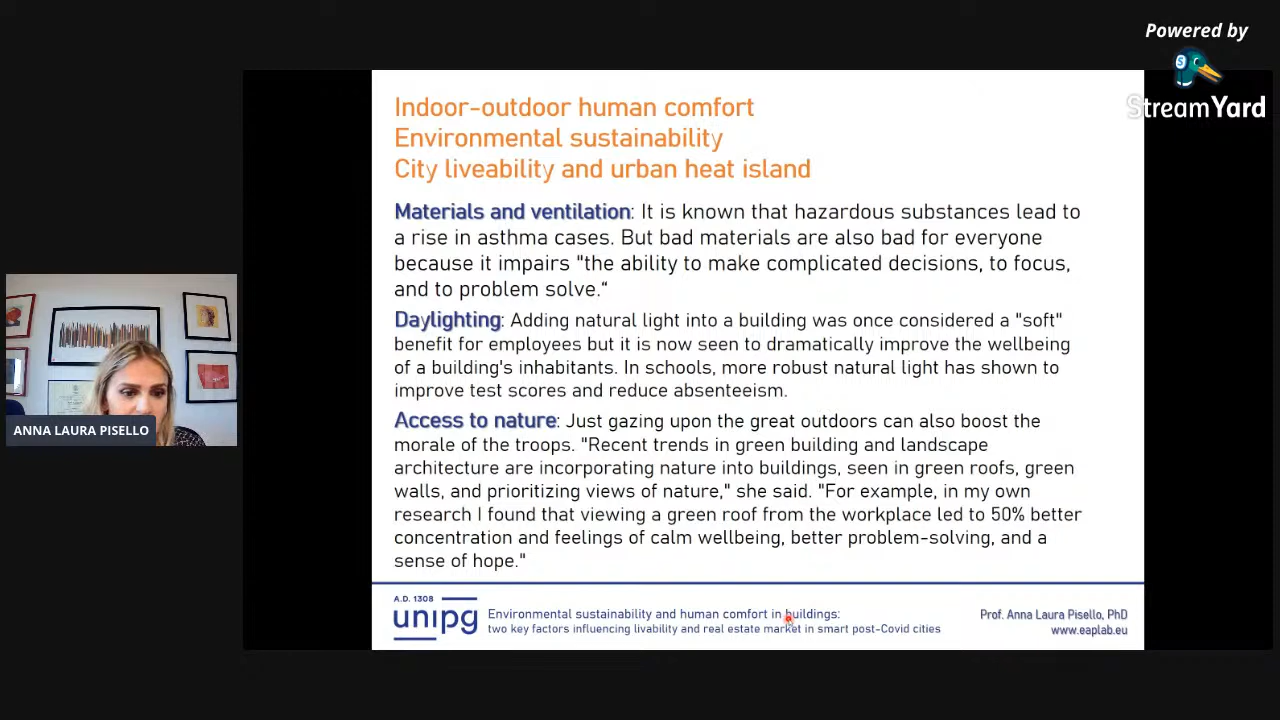 Powered by
StreamYard
Indoor-outdoor human comfort
Environmental sustainability
City liveability and urban heat island
Materials and ventilation: It is known that hazardous substances lead to
a rise in asthma cases. But bad materials are also bad for everyone
because it impairs "the ability to make complicated decisions, to focus,
and to problem solve.“
Daylighting: Adding natural light into a building was once considered a "soft"
benefit for employees but it is now seen to dramatically improve the wellbeing
of a building's inhabitants. In schools, more robust natural light has shown to
improve test scores and reduce absenteeism.
Access to nature: Just gazing upon the great outdoors can also boost the
morale of the troops. "Recent trends in green building and landscape
architecture are incorporating nature into buildings, seen in green roofs, green
walls, and prioritizing views of nature," she said. "For example, in my own
research I found that viewing a green roof from the workplace led to 50% better
concentration and feelings of calm wellbeing, better problem-solving, and a
sense of hope."
ANNA LAURA PISELLO
A.D. 1308
unipg
Environmental sustainability and human comfort in buildings:
two key factors influencing livability and real estate market in smart post-Covid cities
Prof. Anna Laura Pisello, PhD
www.eaplab.eu